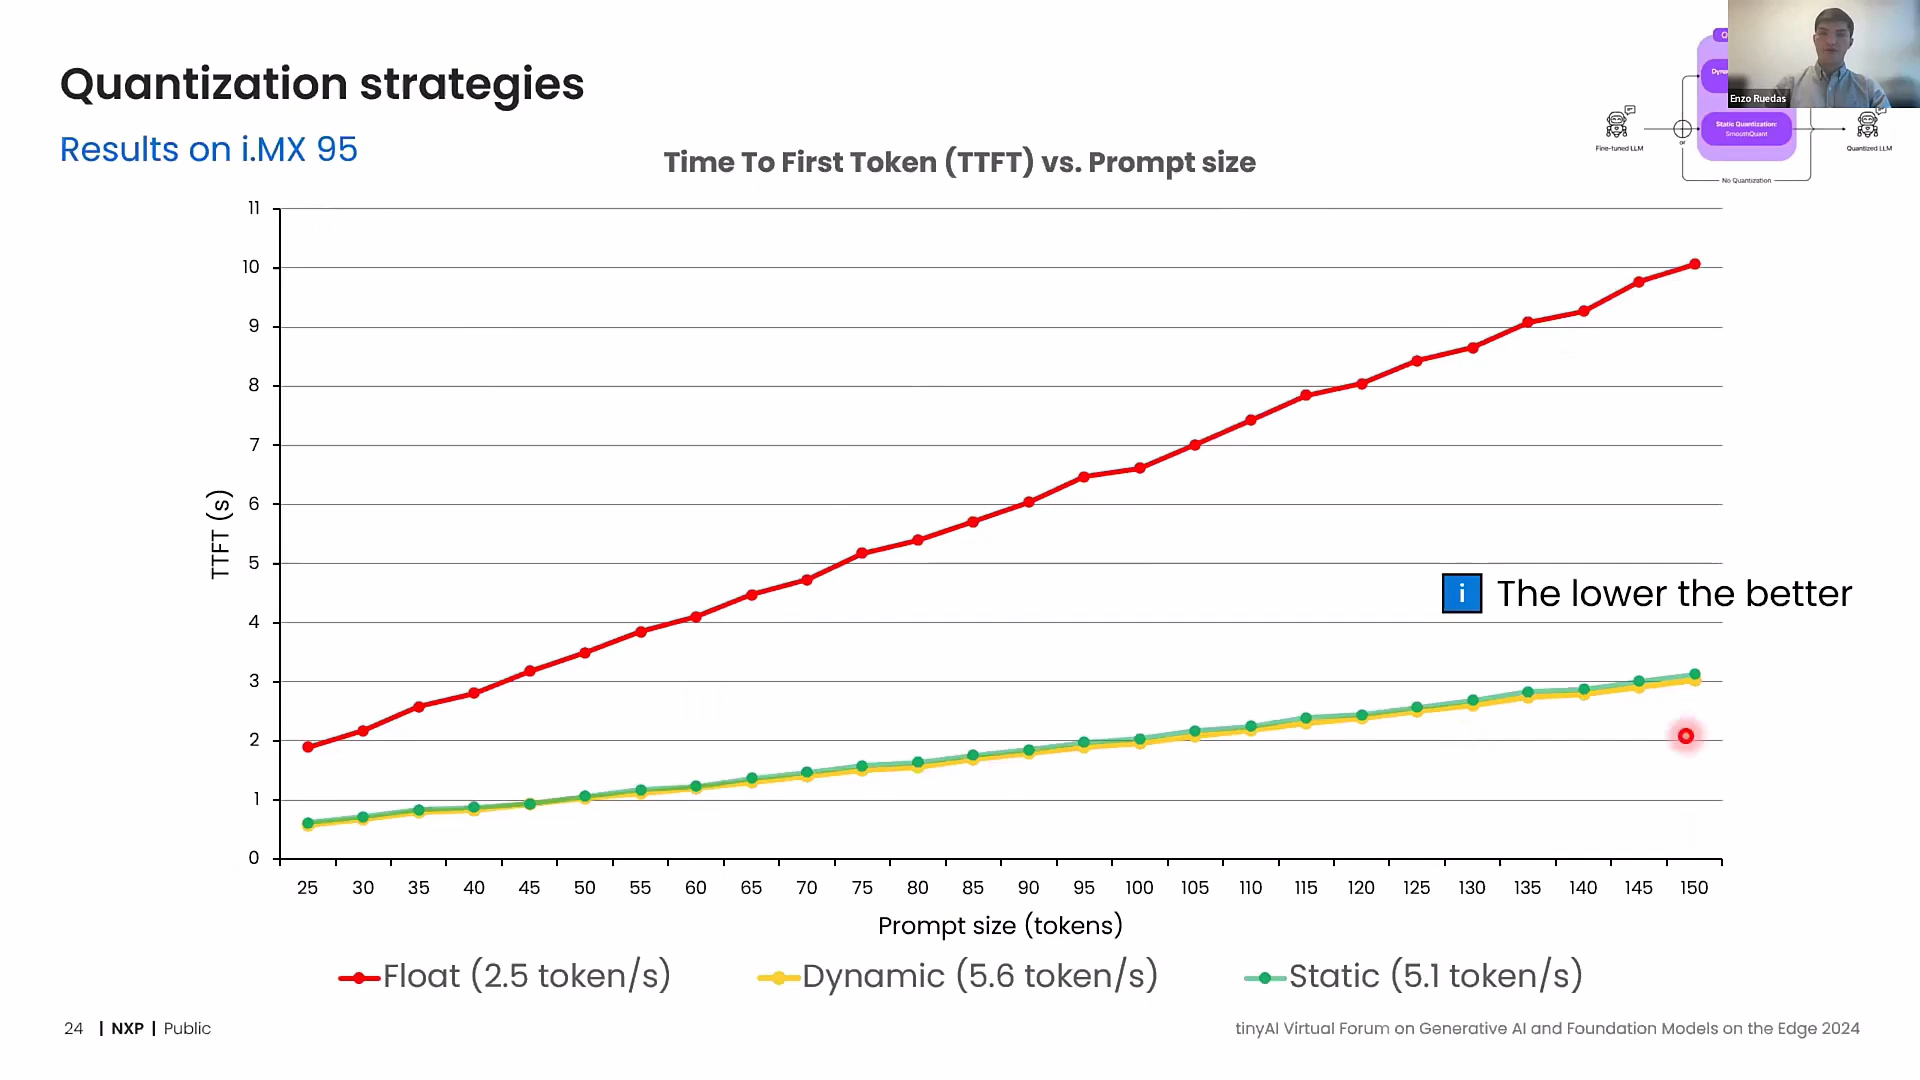 Quantization strategies
Results on i.MX 95
Enzo Ruedas
Static Quantization:
SmoothQuant
Fine-tuned LLM
or
Quantized LLM
No Quantization
Time To First Token (TTFT) vs. Prompt size
TTFT (s)
11
10
9
8
7
6
5
4
3
2
1
0
i The lower the better
25 30 35 40 45 50 55 60 65 70 75 80 85 90 95 100 105 110 115 120 125 130 135 140 145 150
Prompt size (tokens)
Float (2.5 token/s) Dynamic (5.6 token/s) Static (5.1 token/s)
24 | NXP | Public
tinyAI Virtual Forum on Generative AI and Foundation Models on the Edge 2024